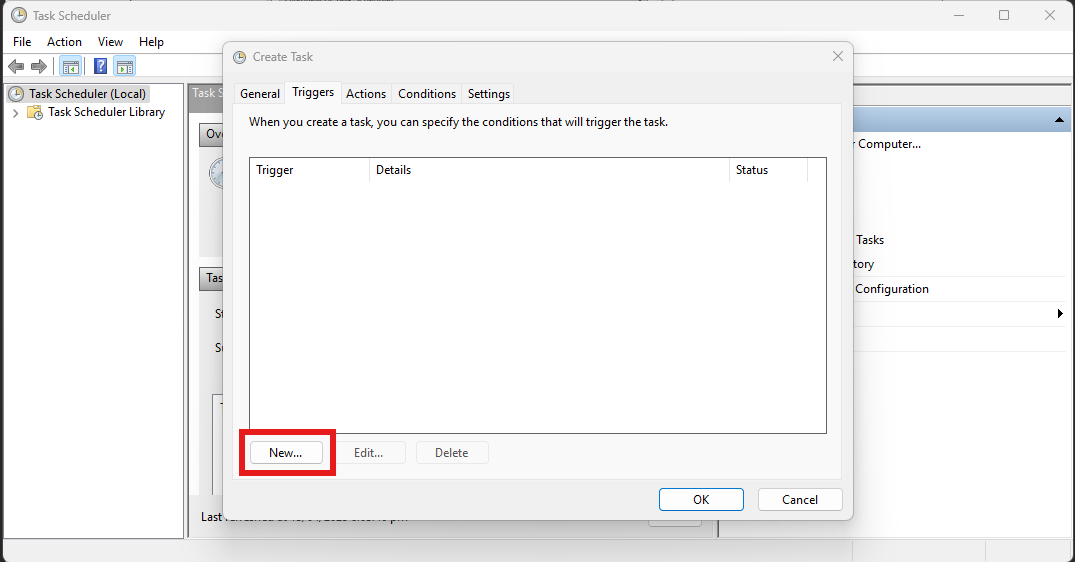 Task Scheduler
File Action View Help
Create Task
Task Scheduler (Local)
Task Scheduler Library
General Triggers Actions Conditions Settings
When you create a task, you can specify the conditions that will trigger the task.
Trigger Details Status
Computer...
Tasks
Configuration
New... Edit... Delete
OK Cancel
Last